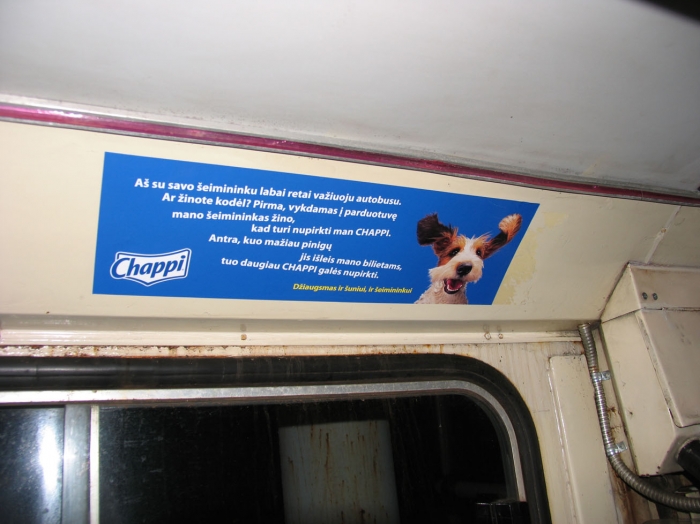 Aš su savo šeimininku labai retai važiuoju autobusu.
Ar žinote kodėl? Pirma, vykdamas į parduotuvę
mano šeimininkas žino,
kad turi nupirkti man CHAPPI.
Antra, kuo mažiau pinigų
jis išleis mano bilietams,
tuo daugiau CHAPPI galės nupirkti.
Džiaugsmas ir šuniui, ir šeimininkui
Chappi